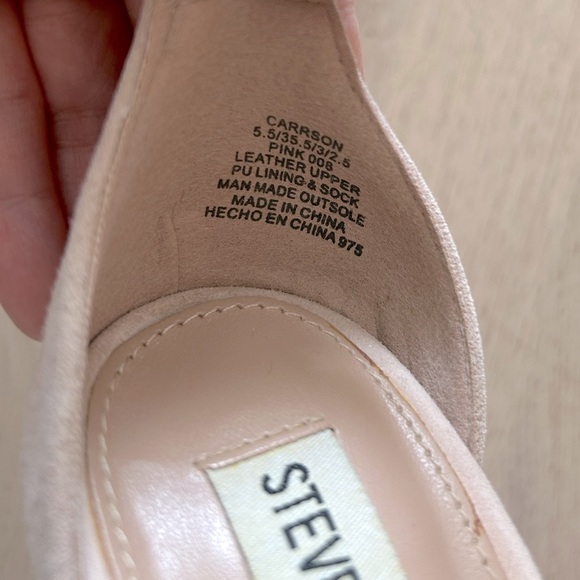 CARRSON
5.5/35.5/3/2.5
PINK 008
LEATHER UPPER
PU LINING & SOCK
MAN MADE OUTSOLE
MADE IN CHINA
HECHO EN CHINA 975
STEV